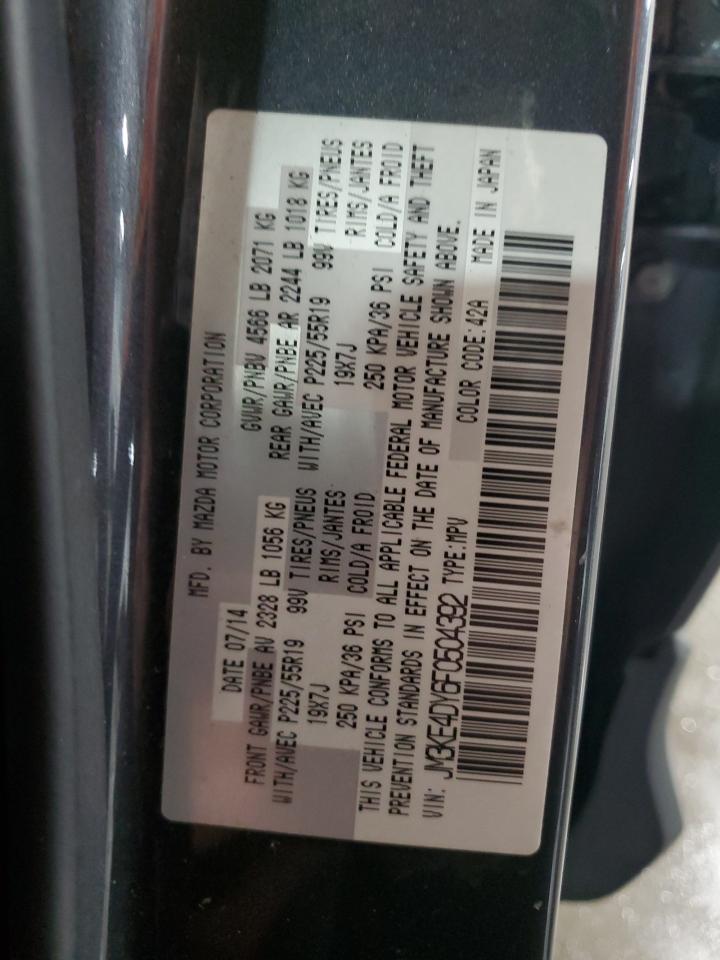 MFD. BY MAZDA MOTOR CORPORATION
DATE 07/14 GVWR/PNBV 4566 LB 2071 KG
FRONT GAWR/PNBE AV 2328 LB 1056 KG REAR GAWR/PNBE AR 2244 LB 1018 KG
WITH/AVEC P225/55R19 99V TIRES/PNEUS WITH/AVEC P225/55R19 99V TIRES/PNEUS
19X7J RIMS/JANTES 19X7J RIMS/JANTES
250 KPA/36 PSI COLD/A FROID 250 KPA/36 PSI COLD/A FROID
THIS VEHICLE CONFORMS TO ALL APPLICABLE FEDERAL MOTOR VEHICLE SAFETY AND THEFT
PREVENTION STANDARDS IN EFFECT ON THE DATE OF MANUFACTURE SHOWN ABOVE.
VIN: JM3KE4DY6F0504392 TYPE:MPV COLOR CODE:42A MADE IN JAPAN